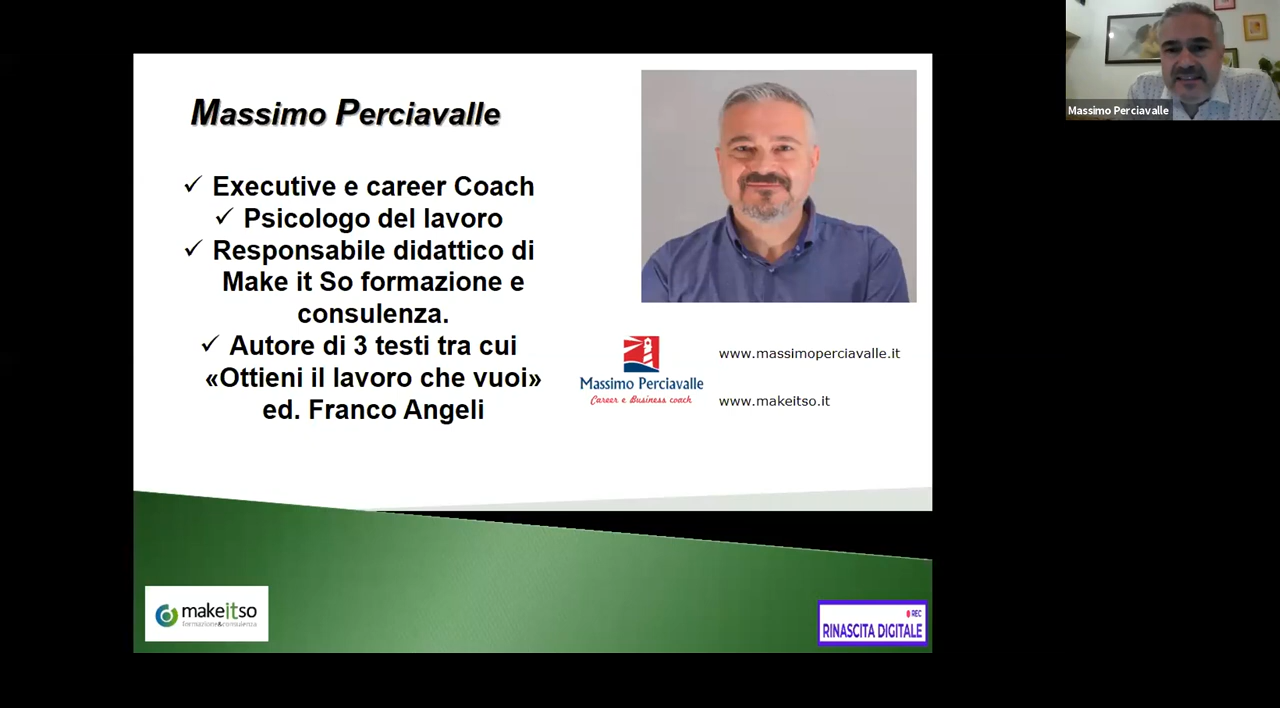 Massimo Perciavalle
Massimo Perciavalle
✓ Executive e career Coach
✓ Psicologo del lavoro
✓ Responsabile didattico di
Make it So formazione e
consulenza.
✓ Autore di 3 testi tra cui
«Ottieni il lavoro che vuoi»
ed. Franco Angeli
Massimo Perciavalle
Career e Business coach
www.massimoperciavalle.it
www.makeitso.it
makeitso
formazione&consulenza
REC
RINASCITA DIGITALE